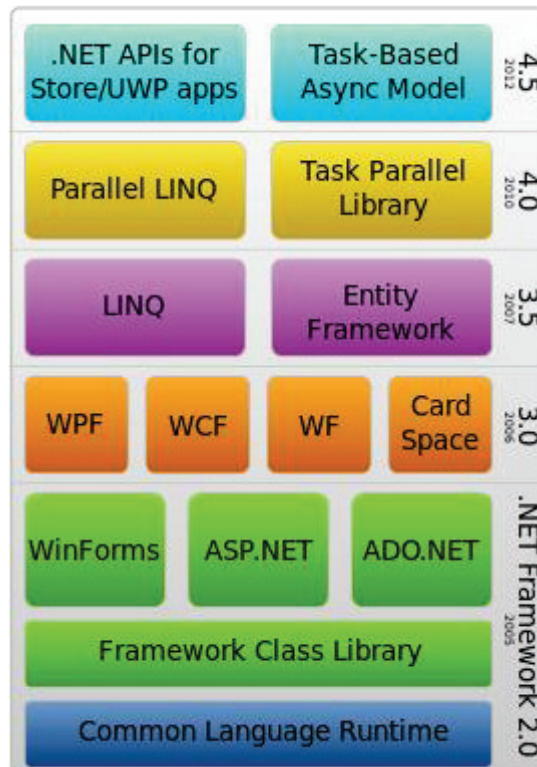 .NET APIs for
Store/UWP apps
Task-Based
Async Model
4.5
2012
Parallel LINQ
Task Parallel
Library
4.0
2010
LINQ
Entity
Framework
3.5
2007
WPF
WCF
WF
Card
Space
3.0
2006
WinForms
ASP.NET
ADO.NET
Framework Class Library
Common Language Runtime
.NET Framework 2.0
2005